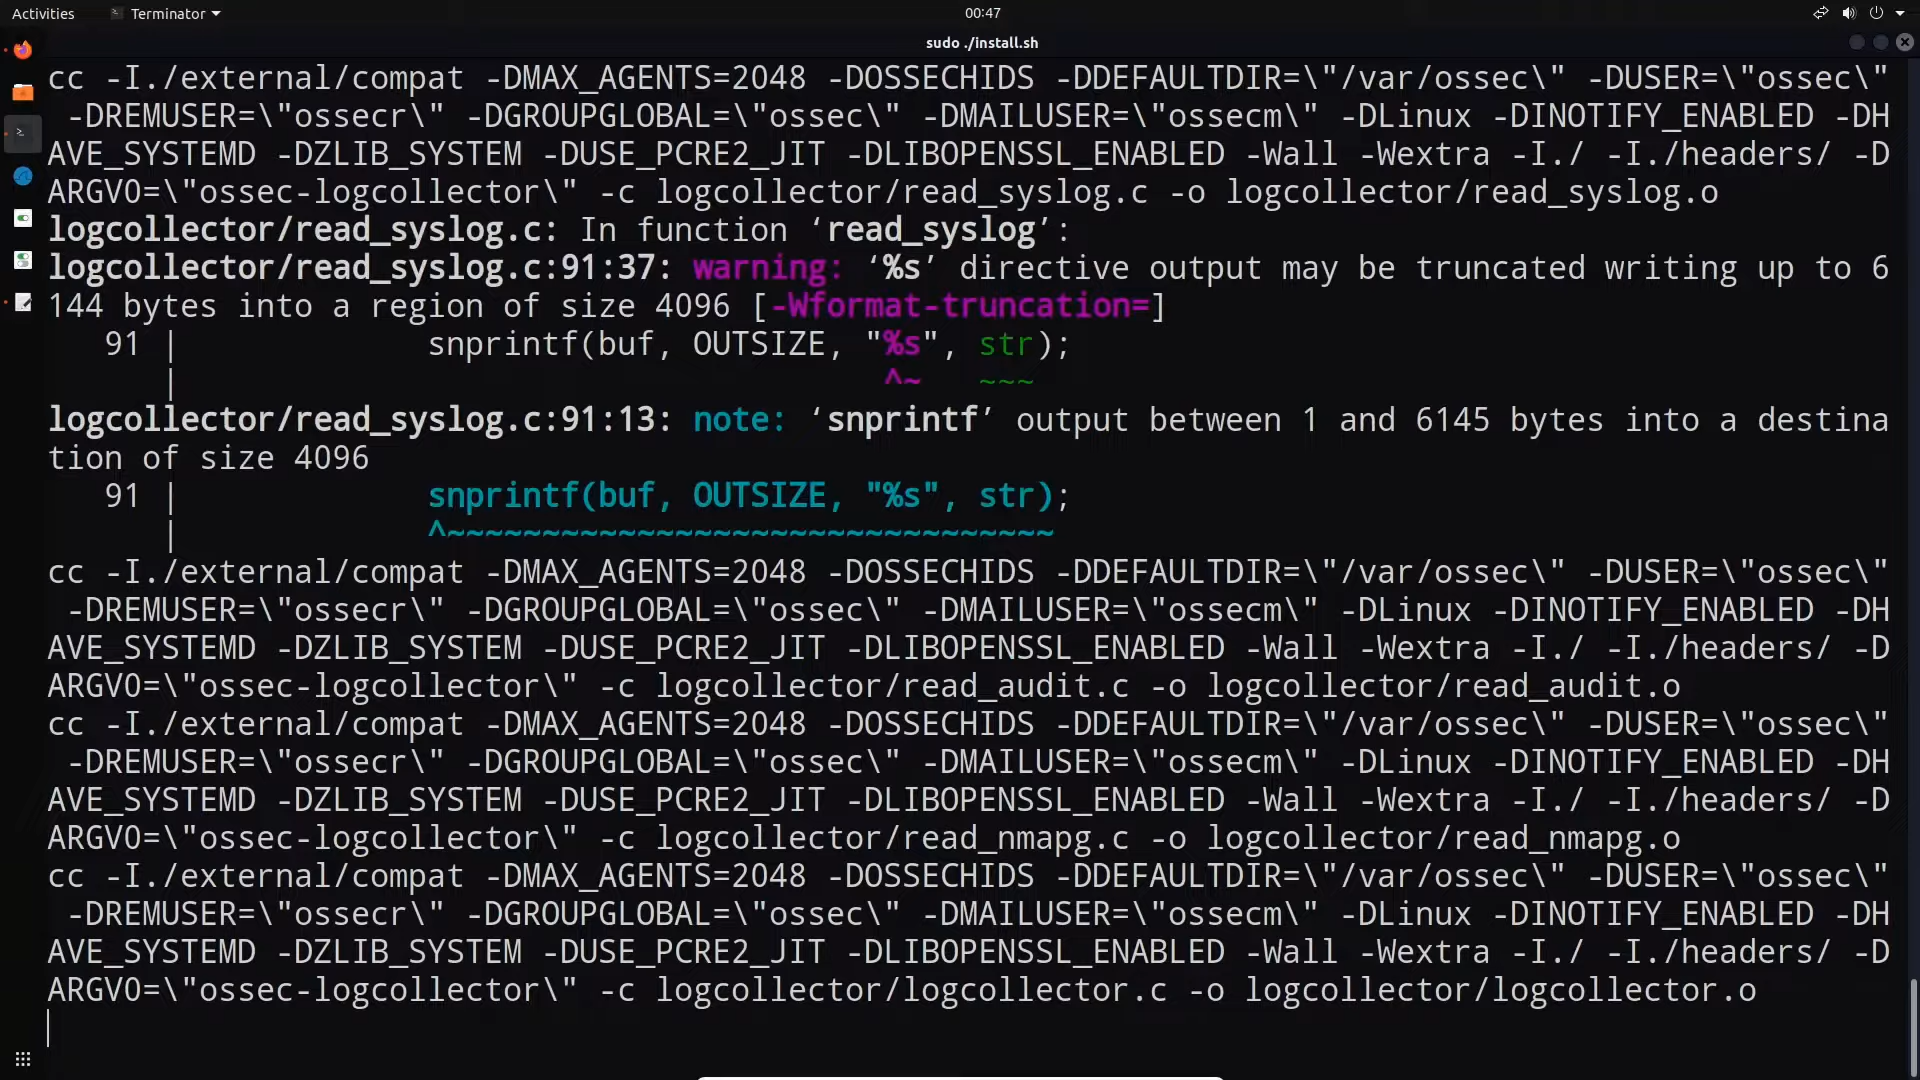 Activities
Terminator
00:47
sudo ./install.sh
cc -I./external/compat -DMAX_AGENTS=2048 -DOSSECHIDS -DDEFAULTDIR=\"/var/ossec\" -DUSER=\"ossec\"
-DREMUSER=\"ossecr\" -DGROUPGLOBAL=\"ossec\" -DMAILUSER=\"ossecm\" -DLinux -DINOTIFY_ENABLED -DH
AVE_SYSTEMD -DZLIB_SYSTEM -DUSE_PCRE2_JIT -DLIBOPENSSL_ENABLED -Wall -Wextra -I./ -I./headers/ -D
ARGV0=\"ossec-logcollector\" -c logcollector/read_syslog.c -o logcollector/read_syslog.o
logcollector/read_syslog.c: In function ‘read_syslog’:
logcollector/read_syslog.c:91:37: warning: ‘%s’ directive output may be truncated writing up to 6
144 bytes into a region of size 4096 [-Wformat-truncation=]
91 |             snprintf(buf, OUTSIZE, "%s", str);
|                                     ^~   ~~~
logcollector/read_syslog.c:91:13: note: ‘snprintf’ output between 1 and 6145 bytes into a destina
tion of size 4096
91 |             snprintf(buf, OUTSIZE, "%s", str);
|             ^~~~~~~~~~~~~~~~~~~~~~~~~~~~~~~~~
cc -I./external/compat -DMAX_AGENTS=2048 -DOSSECHIDS -DDEFAULTDIR=\"/var/ossec\" -DUSER=\"ossec\"
-DREMUSER=\"ossecr\" -DGROUPGLOBAL=\"ossec\" -DMAILUSER=\"ossecm\" -DLinux -DINOTIFY_ENABLED -DH
AVE_SYSTEMD -DZLIB_SYSTEM -DUSE_PCRE2_JIT -DLIBOPENSSL_ENABLED -Wall -Wextra -I./ -I./headers/ -D
ARGV0=\"ossec-logcollector\" -c logcollector/read_audit.c -o logcollector/read_audit.o
cc -I./external/compat -DMAX_AGENTS=2048 -DOSSECHIDS -DDEFAULTDIR=\"/var/ossec\" -DUSER=\"ossec\"
-DREMUSER=\"ossecr\" -DGROUPGLOBAL=\"ossec\" -DMAILUSER=\"ossecm\" -DLinux -DINOTIFY_ENABLED -DH
AVE_SYSTEMD -DZLIB_SYSTEM -DUSE_PCRE2_JIT -DLIBOPENSSL_ENABLED -Wall -Wextra -I./ -I./headers/ -D
ARGV0=\"ossec-logcollector\" -c logcollector/read_nmapg.c -o logcollector/read_nmapg.o
cc -I./external/compat -DMAX_AGENTS=2048 -DOSSECHIDS -DDEFAULTDIR=\"/var/ossec\" -DUSER=\"ossec\"
-DREMUSER=\"ossecr\" -DGROUPGLOBAL=\"ossec\" -DMAILUSER=\"ossecm\" -DLinux -DINOTIFY_ENABLED -DH
AVE_SYSTEMD -DZLIB_SYSTEM -DUSE_PCRE2_JIT -DLIBOPENSSL_ENABLED -Wall -Wextra -I./ -I./headers/ -D
ARGV0=\"ossec-logcollector\" -c logcollector/logcollector.c -o logcollector/logcollector.o